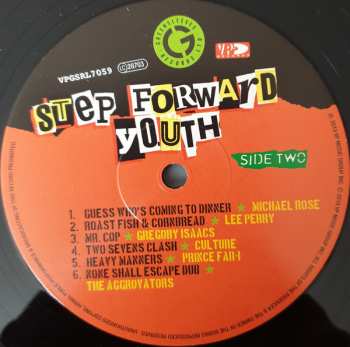 GREENSLEEVES
RECORDS
G
VP
VPGSRL7059
C 20703
STEP FORWARD
YOUTH
SIDE TWO
1. GUESS WHO'S COMING TO DINNER ★ MICHAEL ROSE
2. ROAST FISH & CORNBREAD ★ LEE PERRY
3. MR. COP ★ GREGORY ISAACS
4. TWO SEVENS CLASH ★ CULTURE
5. HEAVY MANNERS ★ PRINCE FAR-I
6. NONE SHALL ESCAPE DUB ★
THE AGGROVATORS